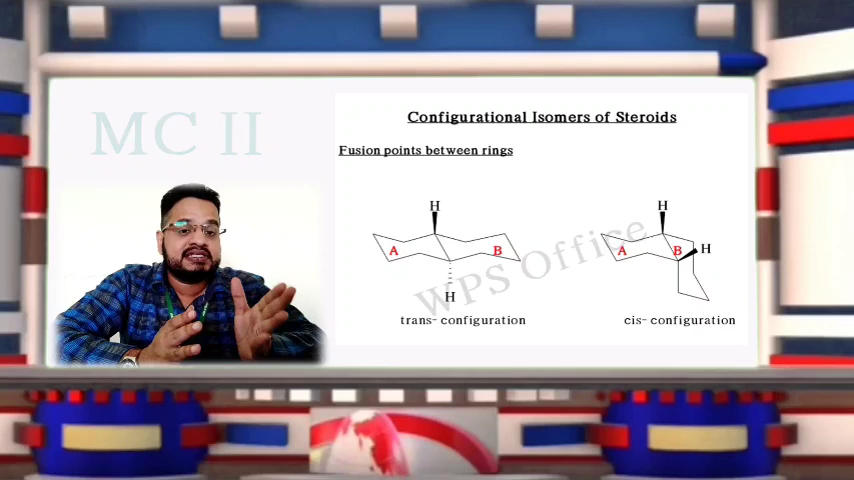 MC II
Configurational Isomers of Steroids
Fusion points between rings
H
H
A
B
A
B
H
H
WPS Office
trans- configuration
cis- configuration